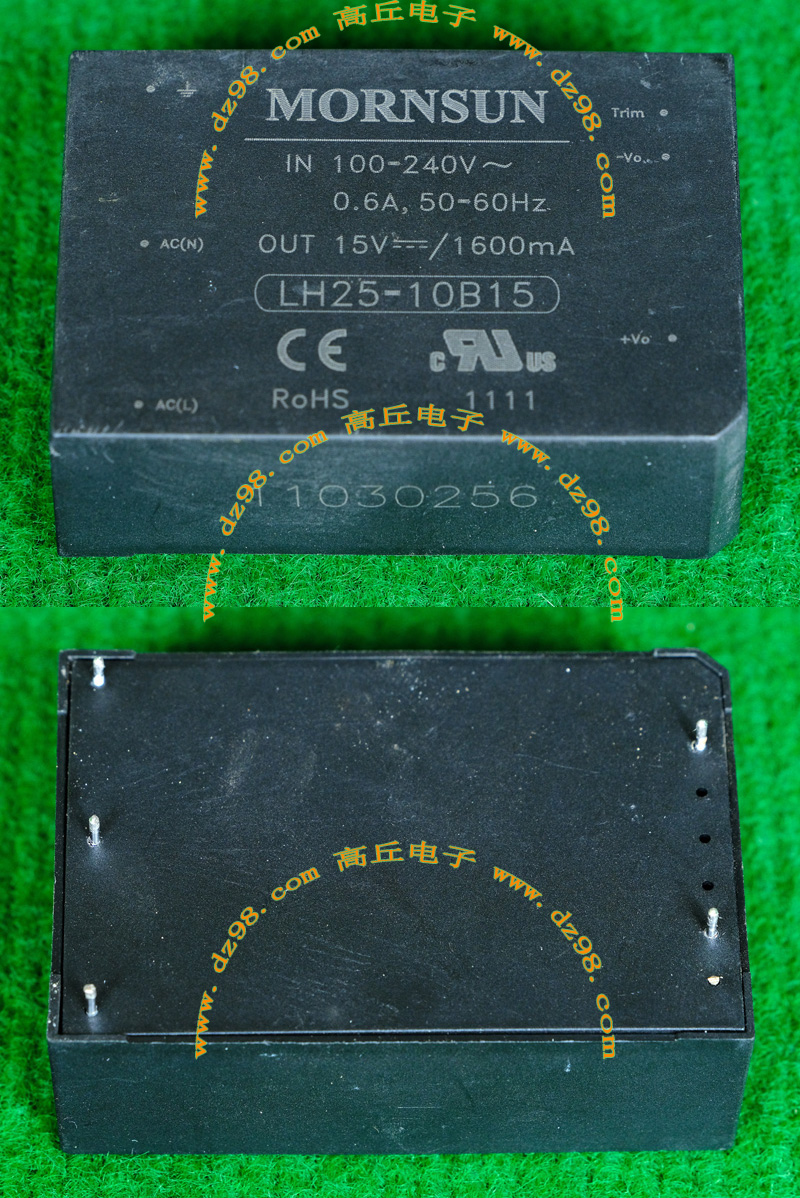 高丘电子
www.dz98.com www.dz98.com
MORNSUN
Trim
IN 100-240V～
-Vo
0.6A, 50-60Hz
AC(N)
OUT 15V⎓/1600mA
LH25-10B15
+Vo
CE c RU US
AC(L)
RoHS 1111
高丘电子
www.dz98.com www.dz98.com
11030256
高丘电子
www.dz98.com www.dz98.com